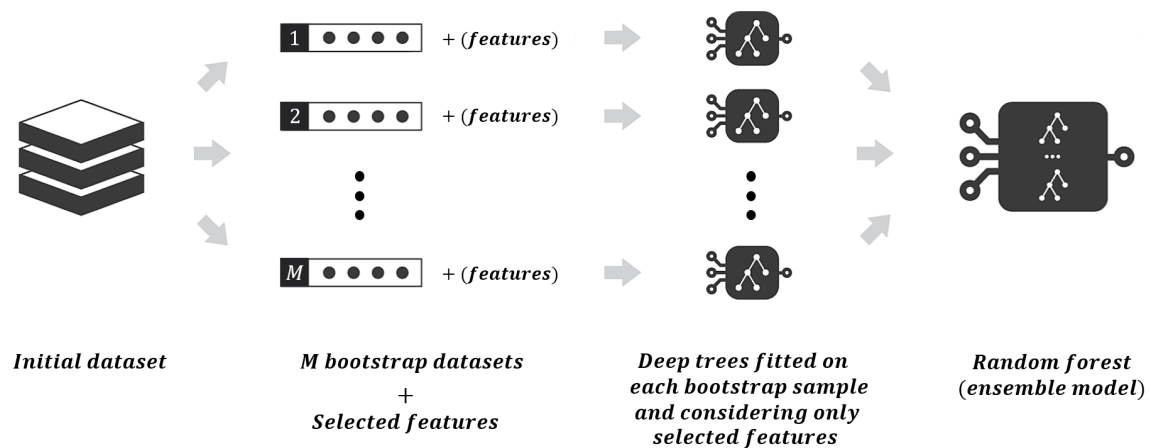 1 + (features)
2 + (features)
M + (features)
Initial dataset
M bootstrap datasets
+
Selected features
Deep trees fitted on
each bootstrap sample
and considering only
selected features
Random forest
(ensemble model)